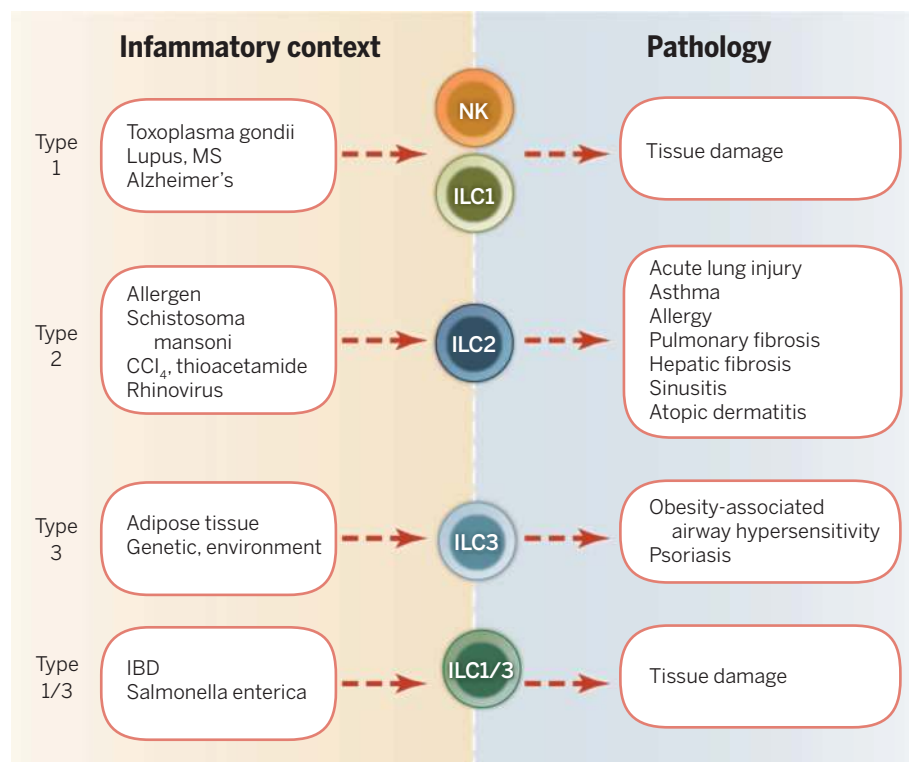 Infammatory context
Pathology
Type
1
Toxoplasma gondii
Lupus, MS
Alzheimer's
NK
ILC1
Tissue damage
Type
2
Allergen
Schistosoma
mansoni
CCl₄, thioacetamide
Rhinovirus
ILC2
Acute lung injury
Asthma
Allergy
Pulmonary fibrosis
Hepatic fibrosis
Sinusitis
Atopic dermatitis
Type
3
Adipose tissue
Genetic, environment
ILC3
Obesity-associated
airway hypersensitivity
Psoriasis
Type
1/3
IBD
Salmonella enterica
ILC1/3
Tissue damage